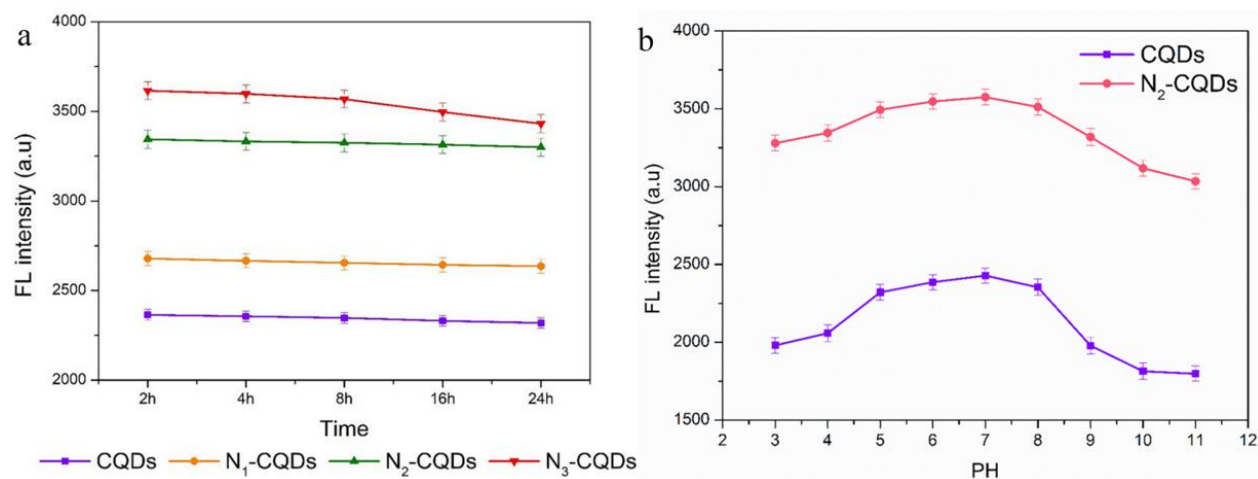 a
4000
3500
3000
2500
2000
FL intensity (a.u)
2h 4h 8h 16h 24h
Time
CQDs N₁-CQDs N₂-CQDs N₃-CQDs
b
CQDs
N₂-CQDs
4000
3500
3000
2500
2000
1500
FL intensity (a.u)
2 3 4 5 6 7 8 9 10 11 12
PH